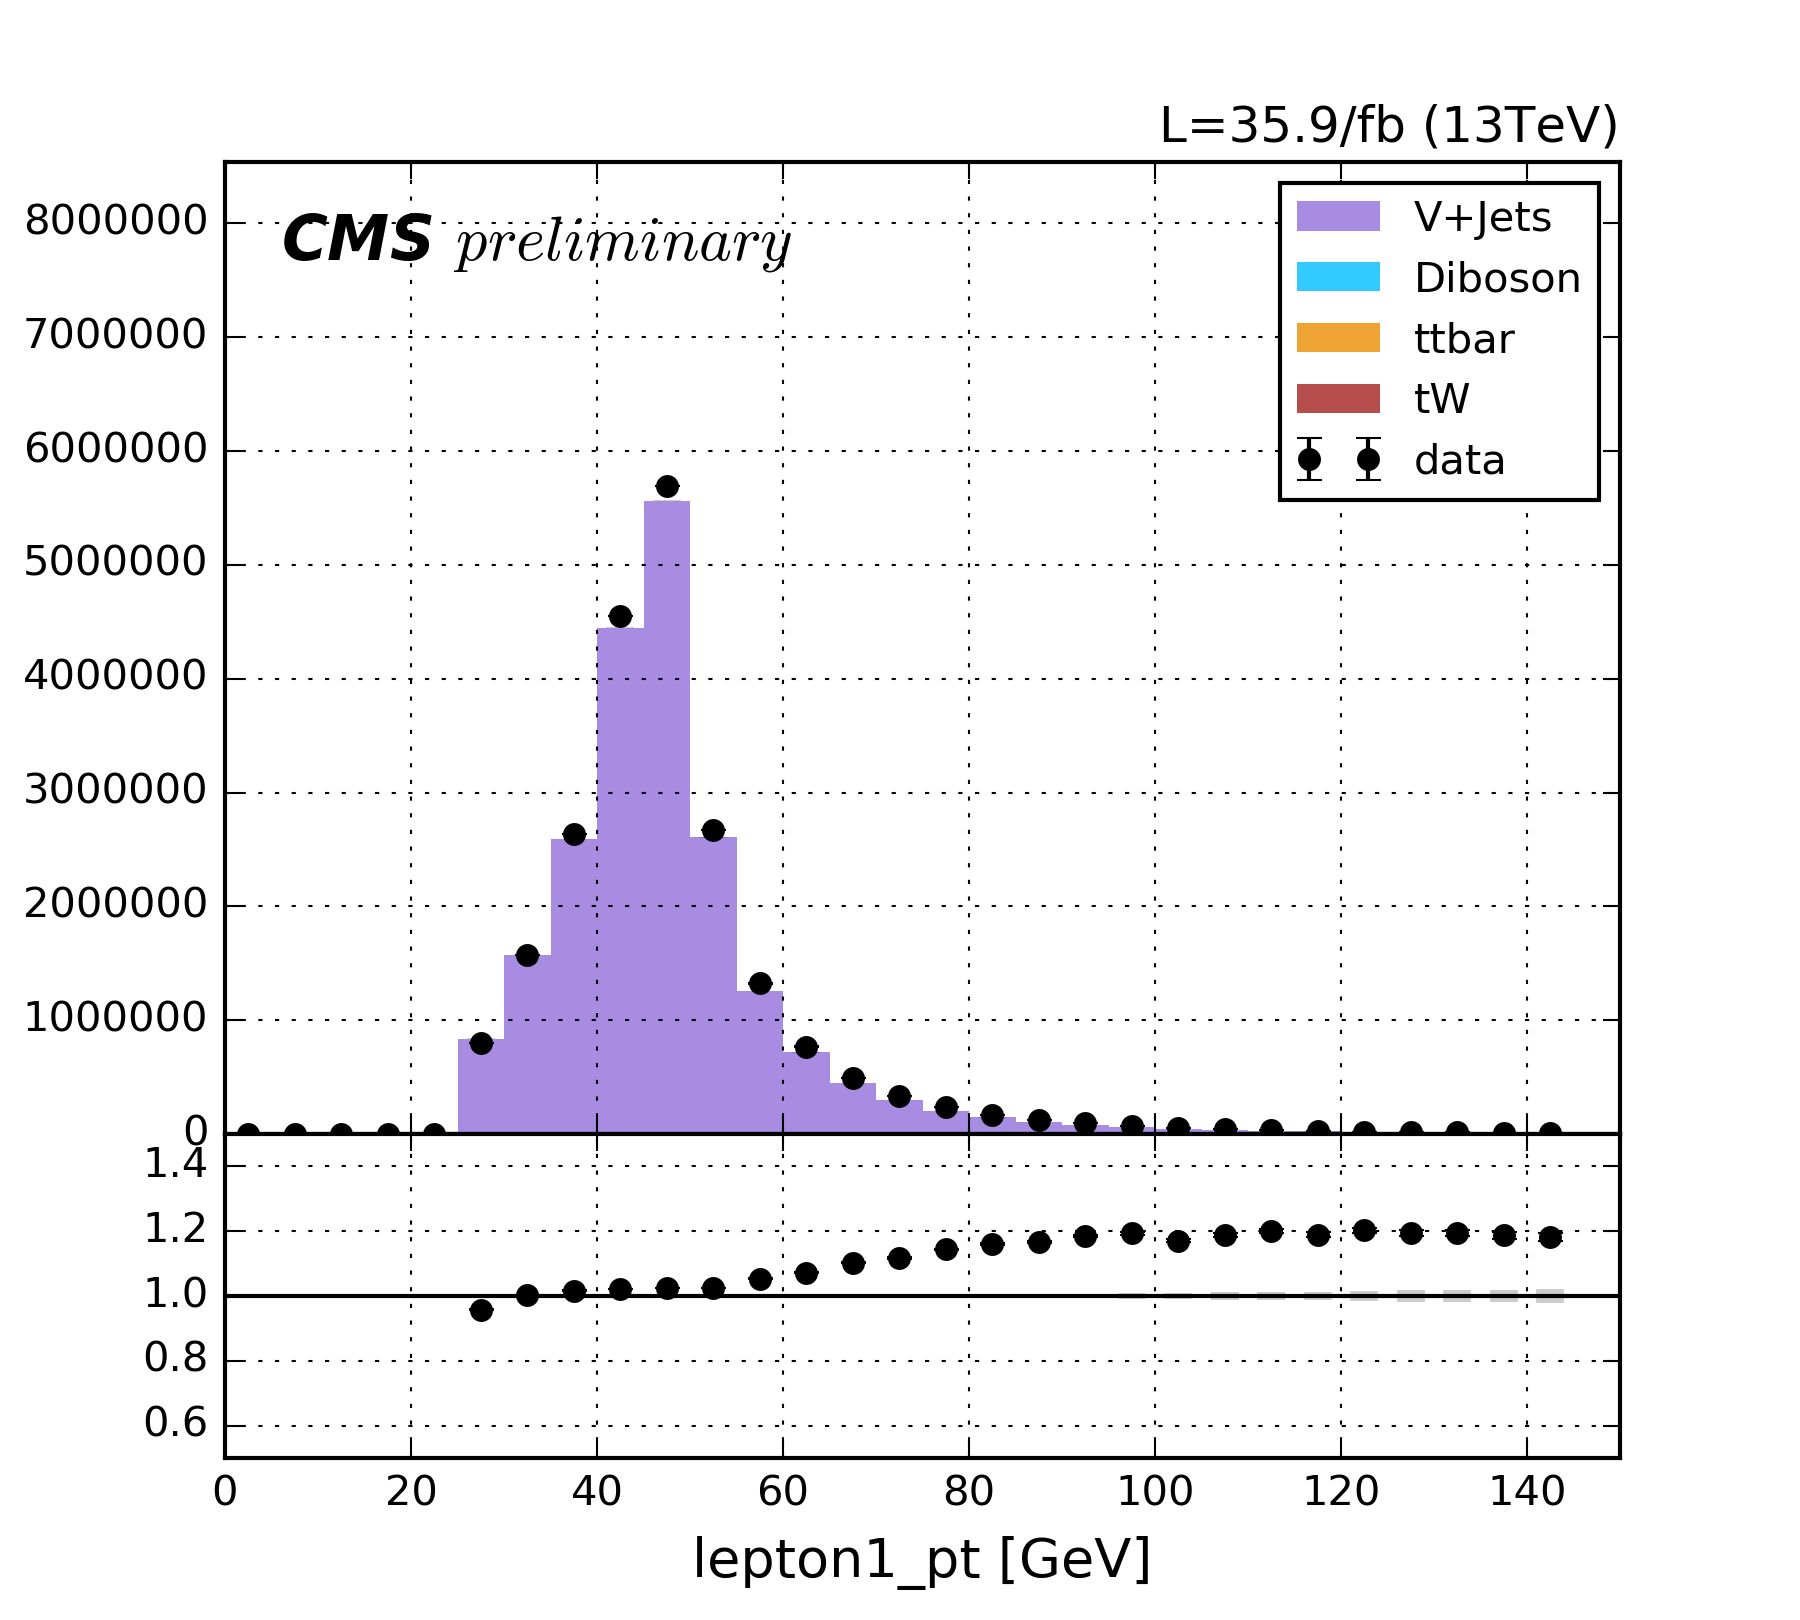 L=35.9/fb (13TeV)
CMS preliminary
8000000
7000000
6000000
5000000
4000000
3000000
2000000
1000000
0
V+Jets
Diboson
ttbar
tW
data
1.4
1.2
1.0
0.8
0.6
0 20 40 60 80 100 120 140
lepton1_pt [GeV]